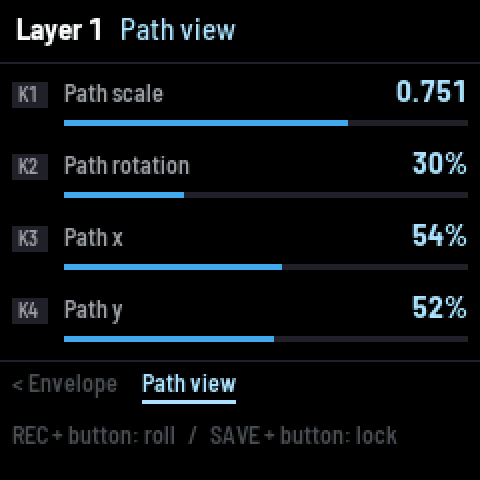 Layer 1 Path view
K1 Path scale 0.751
K2 Path rotation 30%
K3 Path x 54%
K4 Path y 52%
< Envelope Path view
REC + button: roll / SAVE + button: lock